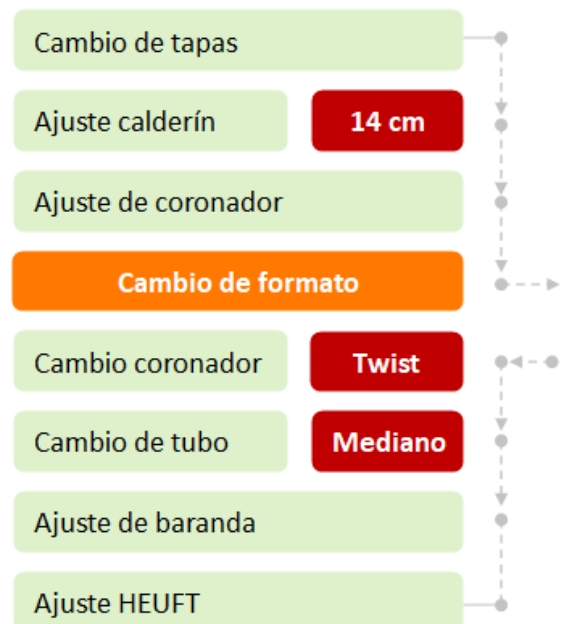 Cambio de tapas
Ajuste calderín 14 cm
Ajuste de coronador
Cambio de formato
Cambio coronador Twist
Cambio de tubo Mediano
Ajuste de baranda
Ajuste HEUFT